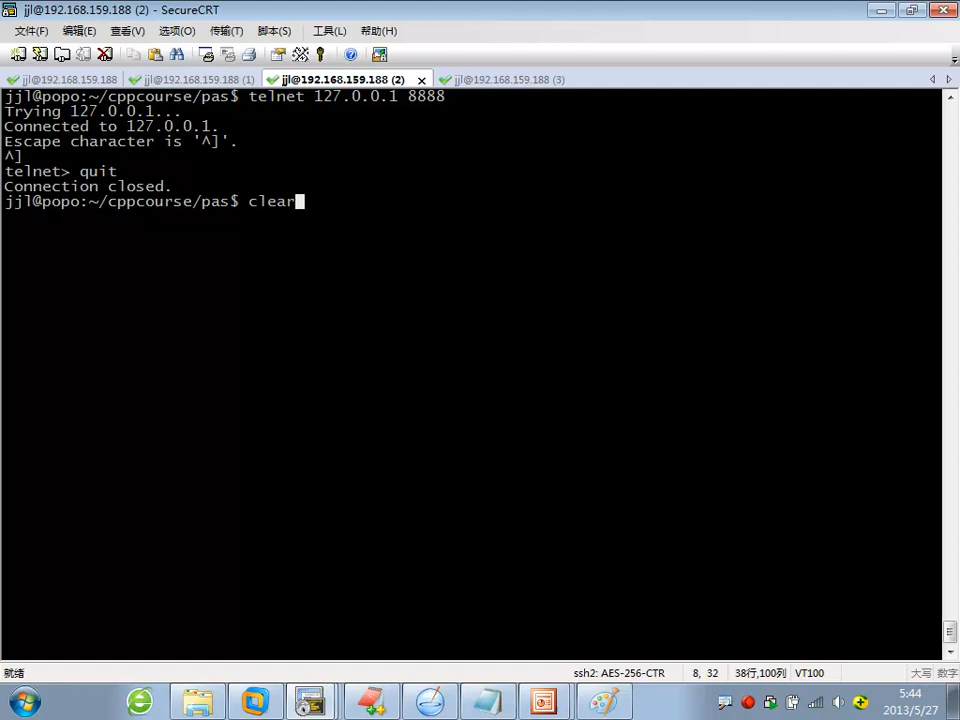 jjl@192.168.159.188 (2) - SecureCRT
文件(F) 编辑(E) 查看(V) 选项(O) 传输(T) 脚本(S) 工具(L) 帮助(H)
jjl@192.168.159.188 jjl@192.168.159.188 (1) jjl@192.168.159.188 (2) jjl@192.168.159.188 (3)
jjl@popo:~/cppcourse/pas$ telnet 127.0.0.1 8888
Trying 127.0.0.1...
Connected to 127.0.0.1.
Escape character is '^]'.
^]
telnet> quit
Connection closed.
jjl@popo:~/cppcourse/pas$ clear
就绪 ssh2: AES-256-CTR 8, 32 38行,100列 VT100 大写 数字
5:44
2013/5/27